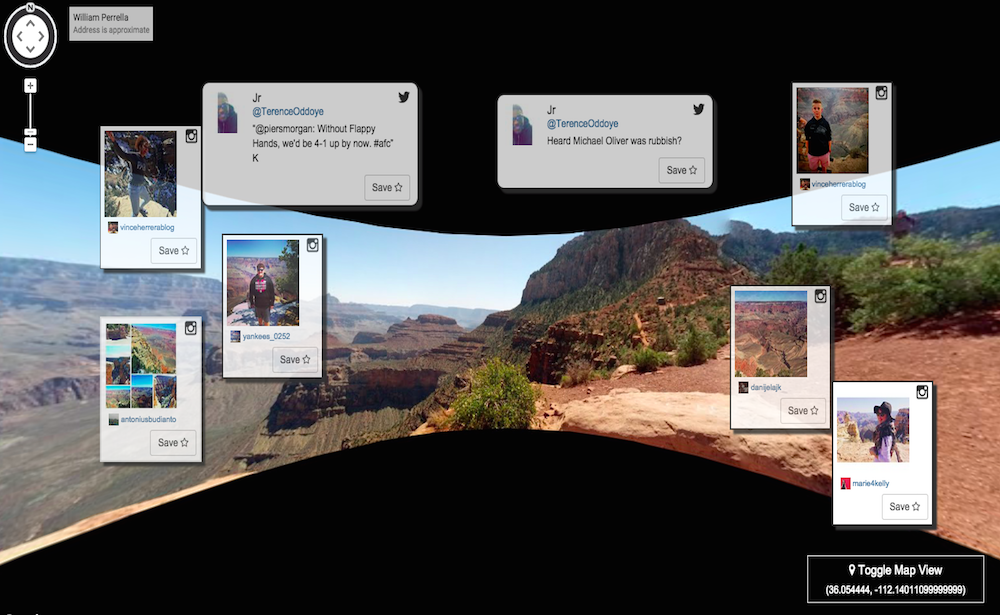 N
William Perrella
Address is approximate
+
–
Jr
@TerenceOddoye
"@piersmorgan: Without Flappy
Hands, we'd be 4-1 up by now. #afc"
K
Save
Jr
@TerenceOddoye
Heard Michael Oliver was rubbish?
Save
vinceherrerablog
Save
vinceherrerablog
Save
yankees_0252
Save
antoniusbudianto
Save
danijelajk
Save
marie4kelly
Save
Toggle Map View
(36.054444, -112.14011099999999)